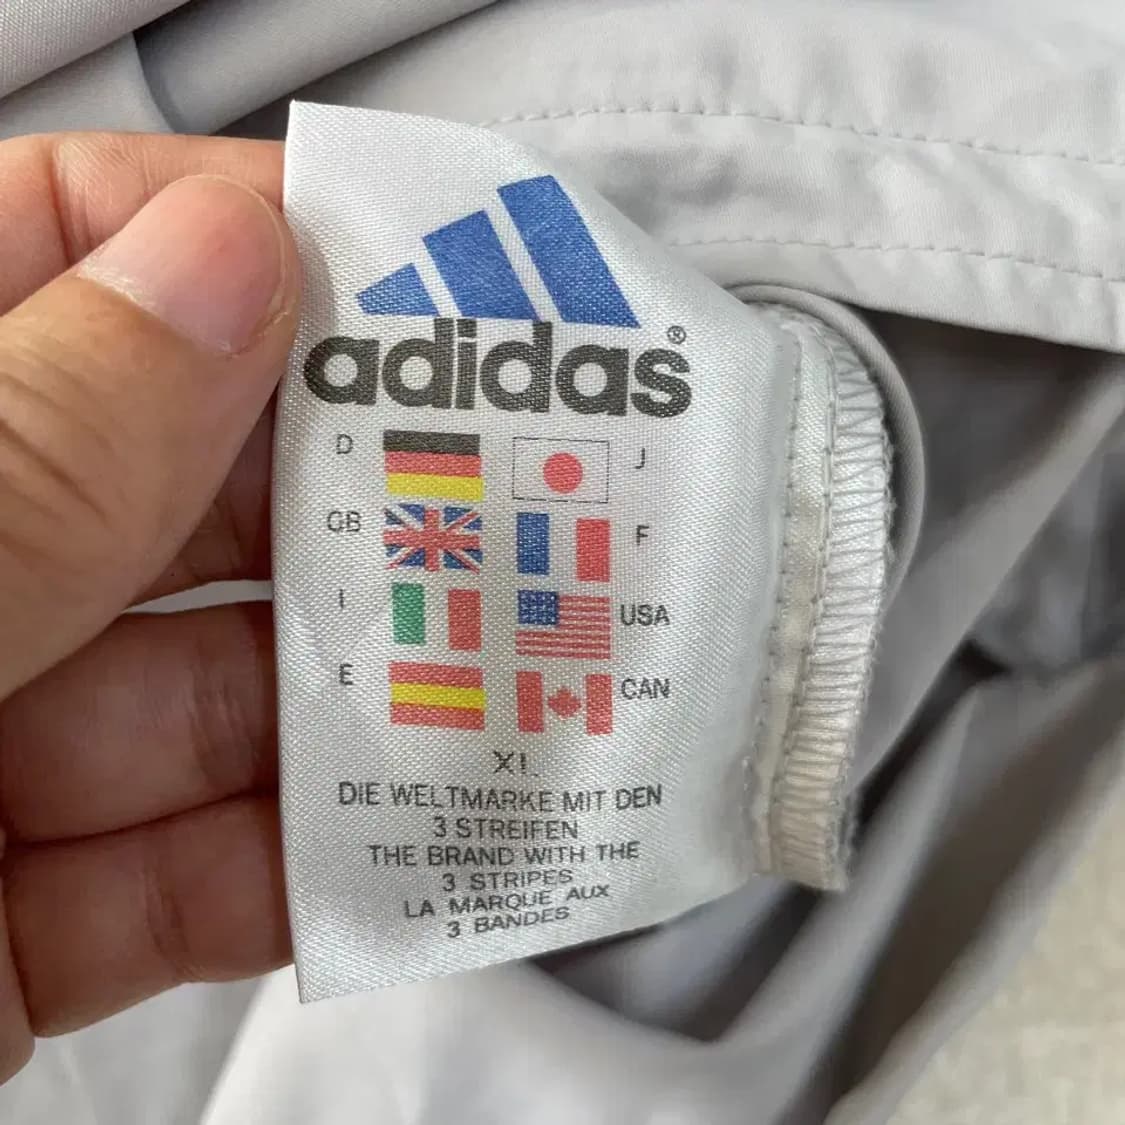 adidas®
D J
GB F
I USA
E CAN
XL
DIE WELTMARKE MIT DEN
3 STREIFEN
THE BRAND WITH THE
3 STRIPES
LA MARQUE AUX
3 BANDES